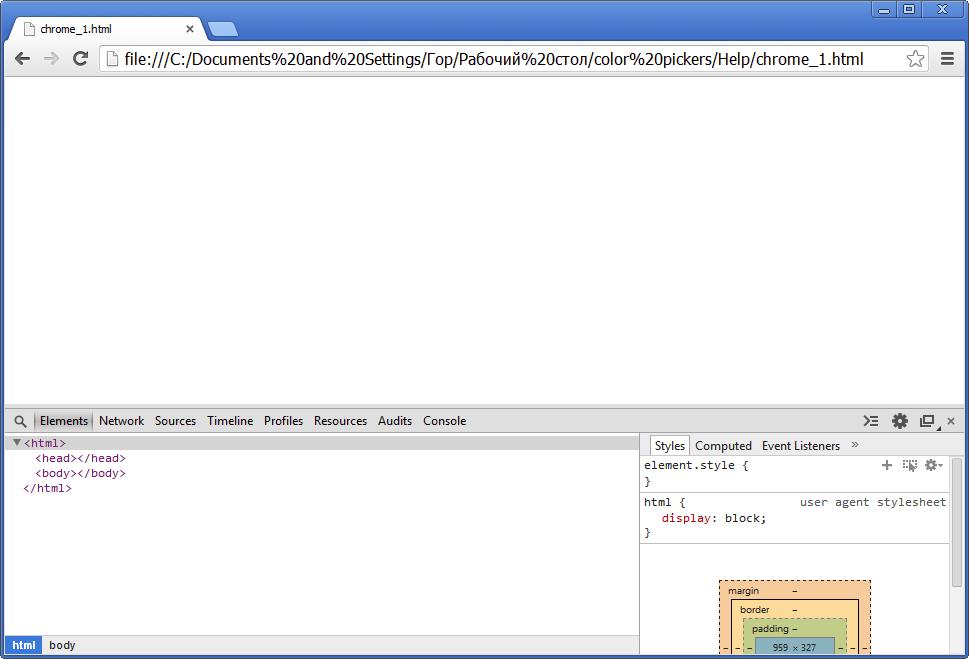 chrome_1.html
file:///C:/Documents%20and%20Settings/Гор/Рабочий%20стол/color%20pickers/Help/chrome_1.html
Elements Network Sources Timeline Profiles Resources Audits Console
<html>
<head></head>
<body></body>
</html>
html body
Styles Computed Event Listeners »
element.style {
}
html { user agent stylesheet
display: block;
}
margin –
border –
padding –
– – – 959 × 327 – – –